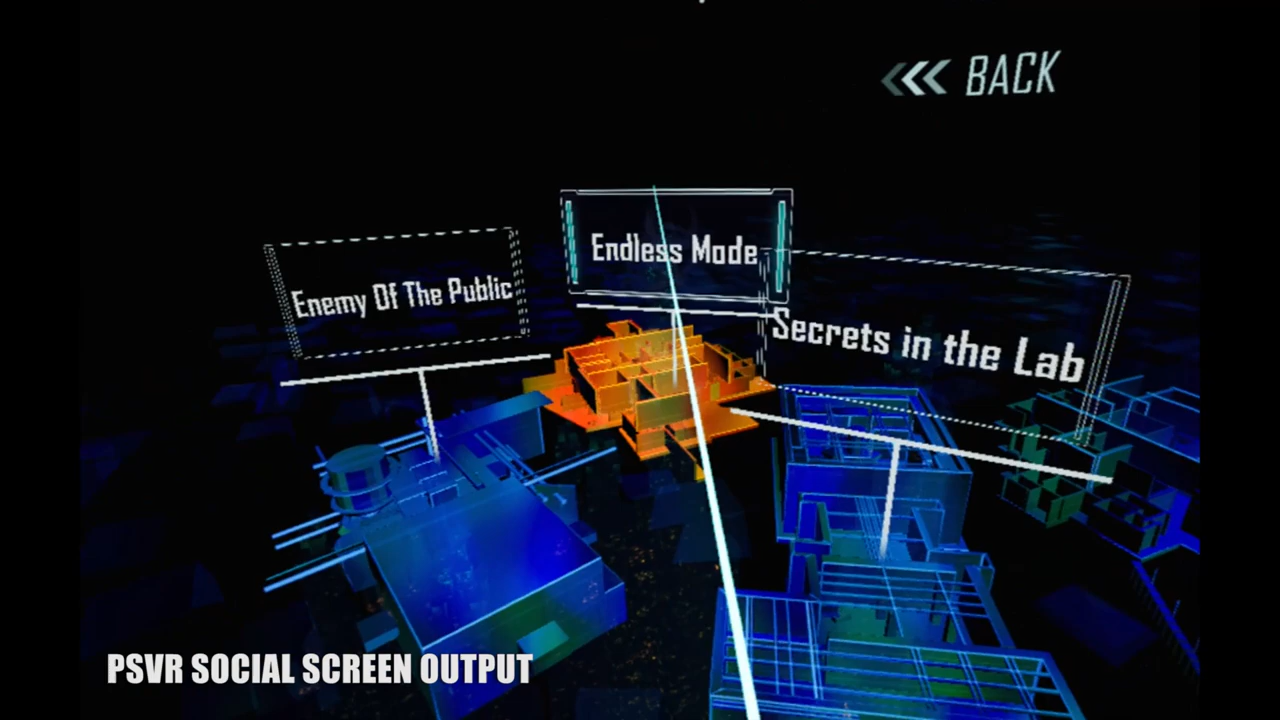 BACK
Endless Mode
Enemy Of The Public
Secrets in the Lab
PSVR SOCIAL SCREEN OUTPUT